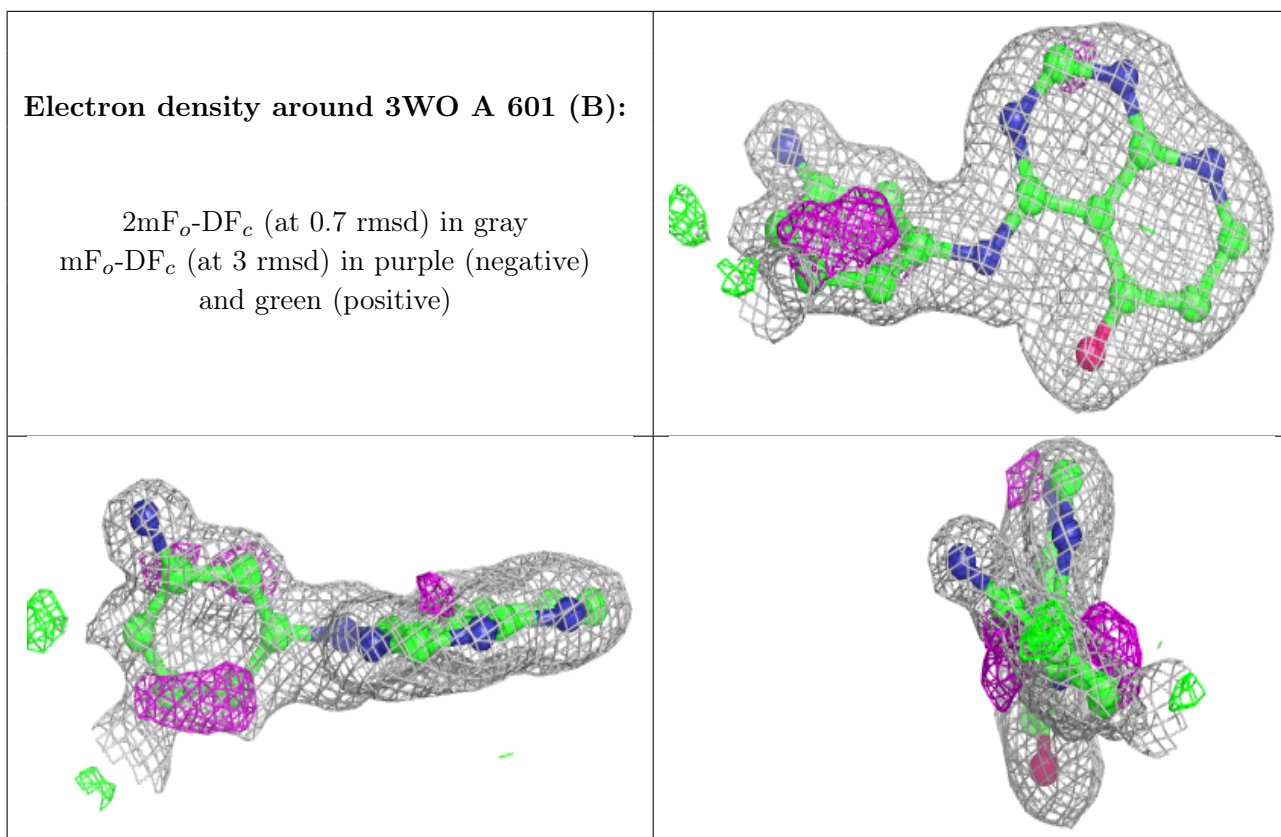 Electron density around 3WO A 601 (B):
2mFo-DFc (at 0.7 rmsd) in gray
mFo-DFc (at 3 rmsd) in purple (negative)
and green (positive)